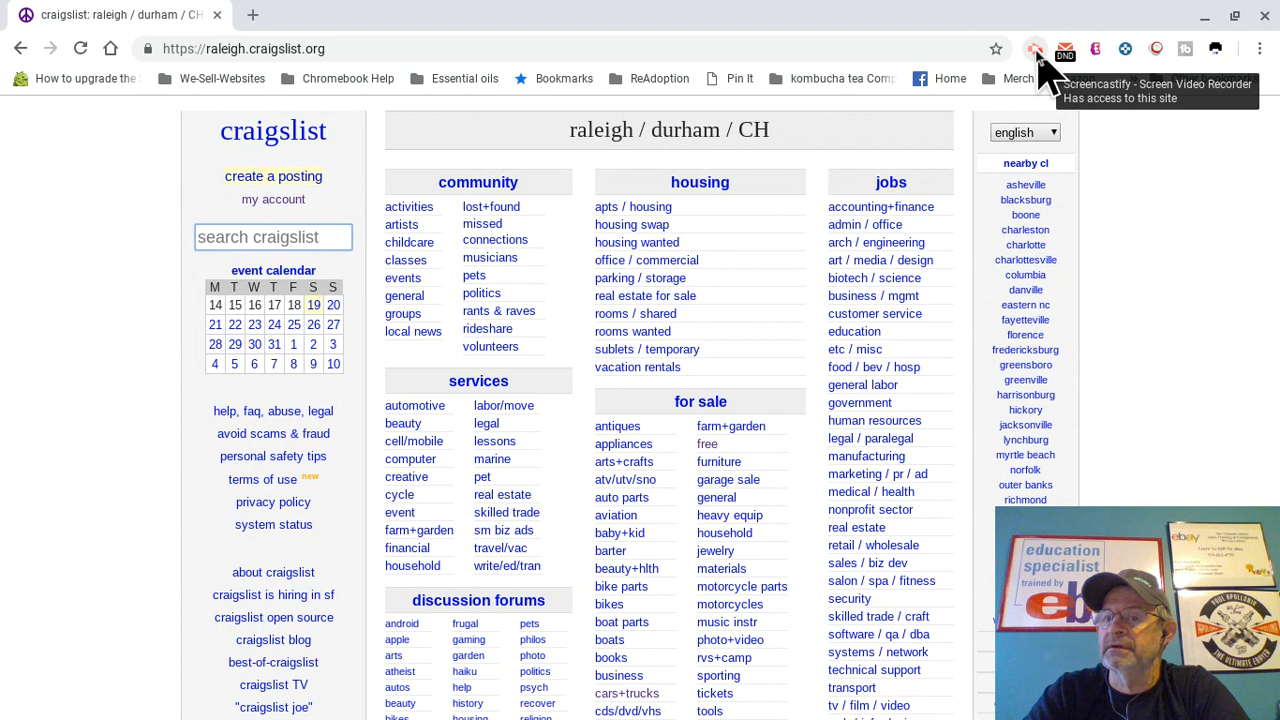 craigslist: raleigh / durham / CH
https://raleigh.craigslist.org
DND
How to upgrade the
We-Sell-Websites
Chromebook Help
Essential oils
Bookmarks
ReAdoption
Pin It
kombucha tea Comp
Home
Merch
Screencastify - Screen Video Recorder
Has access to this site
craigslist
create a posting
my account
search craigslist
event calendar
M T W T F S S
14 15 16 17 18 19 20
21 22 23 24 25 26 27
28 29 30 31 1 2 3
4 5 6 7 8 9 10
help, faq, abuse, legal
avoid scams & fraud
personal safety tips
terms of use new
privacy policy
system status
about craigslist
craigslist is hiring in sf
craigslist open source
craigslist blog
best-of-craigslist
craigslist TV
"craigslist joe"
raleigh / durham / CH
community
activities
artists
childcare
classes
events
general
groups
local news
lost+found
missed
connections
musicians
pets
politics
rants & raves
rideshare
volunteers
services
automotive
beauty
cell/mobile
computer
creative
cycle
event
farm+garden
financial
household
labor/move
legal
lessons
marine
pet
real estate
skilled trade
sm biz ads
travel/vac
write/ed/tran
discussion forums
android
apple
arts
atheist
autos
beauty
bikes
frugal
gaming
garden
haiku
help
history
housing
pets
philos
photo
politics
psych
recover
religion
housing
apts / housing
housing swap
housing wanted
office / commercial
parking / storage
real estate for sale
rooms / shared
rooms wanted
sublets / temporary
vacation rentals
for sale
antiques
appliances
arts+crafts
atv/utv/sno
auto parts
aviation
baby+kid
barter
beauty+hlth
bike parts
bikes
boat parts
boats
books
business
cars+trucks
cds/dvd/vhs
farm+garden
free
furniture
garage sale
general
heavy equip
household
jewelry
materials
motorcycle parts
motorcycles
music instr
photo+video
rvs+camp
sporting
tickets
tools
jobs
accounting+finance
admin / office
arch / engineering
art / media / design
biotech / science
business / mgmt
customer service
education
etc / misc
food / bev / hosp
general labor
government
human resources
legal / paralegal
manufacturing
marketing / pr / ad
medical / health
nonprofit sector
real estate
retail / wholesale
sales / biz dev
salon / spa / fitness
security
skilled trade / craft
software / qa / dba
systems / network
technical support
transport
tv / film / video
english
nearby cl
asheville
blacksburg
boone
charleston
charlotte
charlottesville
columbia
danville
eastern nc
fayetteville
florence
fredericksburg
greensboro
greenville
harrisonburg
hickory
jacksonville
lynchburg
myrtle beach
norfolk
outer banks
richmond
education
specialist
trained by
eb
ebay
PAUL APOLLONIO
THE ULTIMATE EBAYER